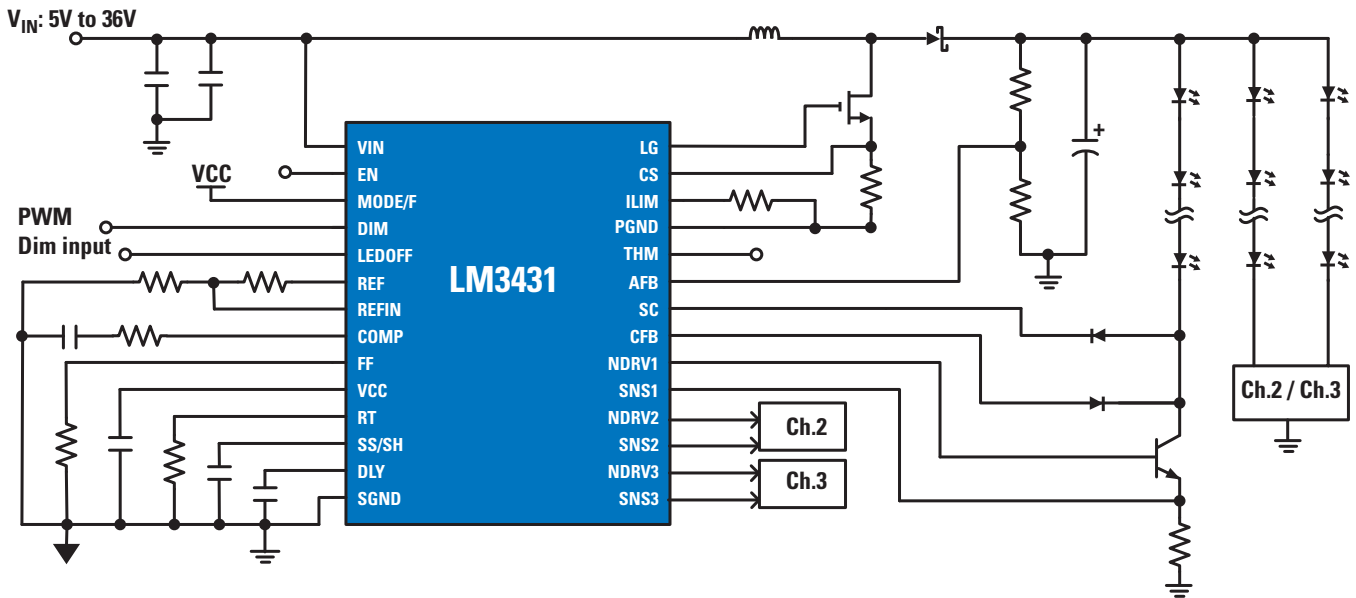 VIN: 5V to 36V
VCC
PWM
Dim input
LM3431
VIN
EN
MODE/F
DIM
LEDOFF
REF
REFIN
COMP
FF
VCC
RT
SS/SH
DLY
SGND
LG
CS
ILIM
PGND
THM
AFB
SC
CFB
NDRV1
SNS1
NDRV2
SNS2
NDRV3
SNS3
Ch.2
Ch.3
Ch.2 / Ch.3
+